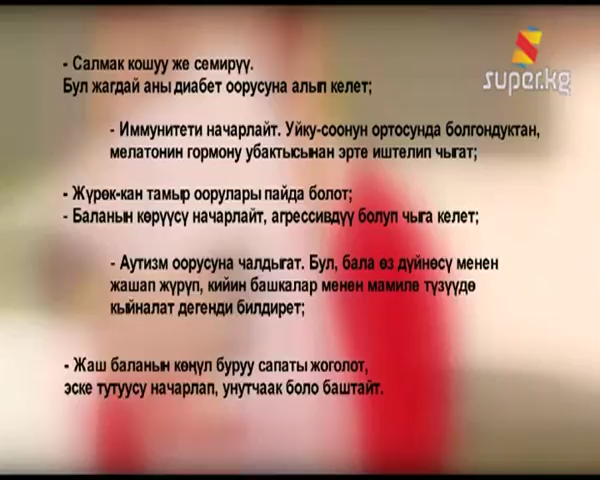 - Салмак кошуу же семирүү.
super.kg
Бул жагдай аны диабет оорусуна алып келет;
- Иммунитети начарлайт. Уйку-соонун ортосунда болгондуктан,
мелатонин гормону убактысынан эрте иштелип чыгат;
- Жүрөк-кан тамыр оорулары пайда болот;
- Баланын көрүүсү начарлайт, агрессивдүү болуп чыга келет;
- Аутизм оорусуна чалдыгат. Бул, бала өз дүйнөсү менен
жашап жүрүп, кийин башкалар менен мамиле түзүүдө
кыйналат дегенди билдирет;
- Жаш баланын көңүл буруу сапаты жоголот,
эске тутуусу начарлап, унутчаак боло баштайт.